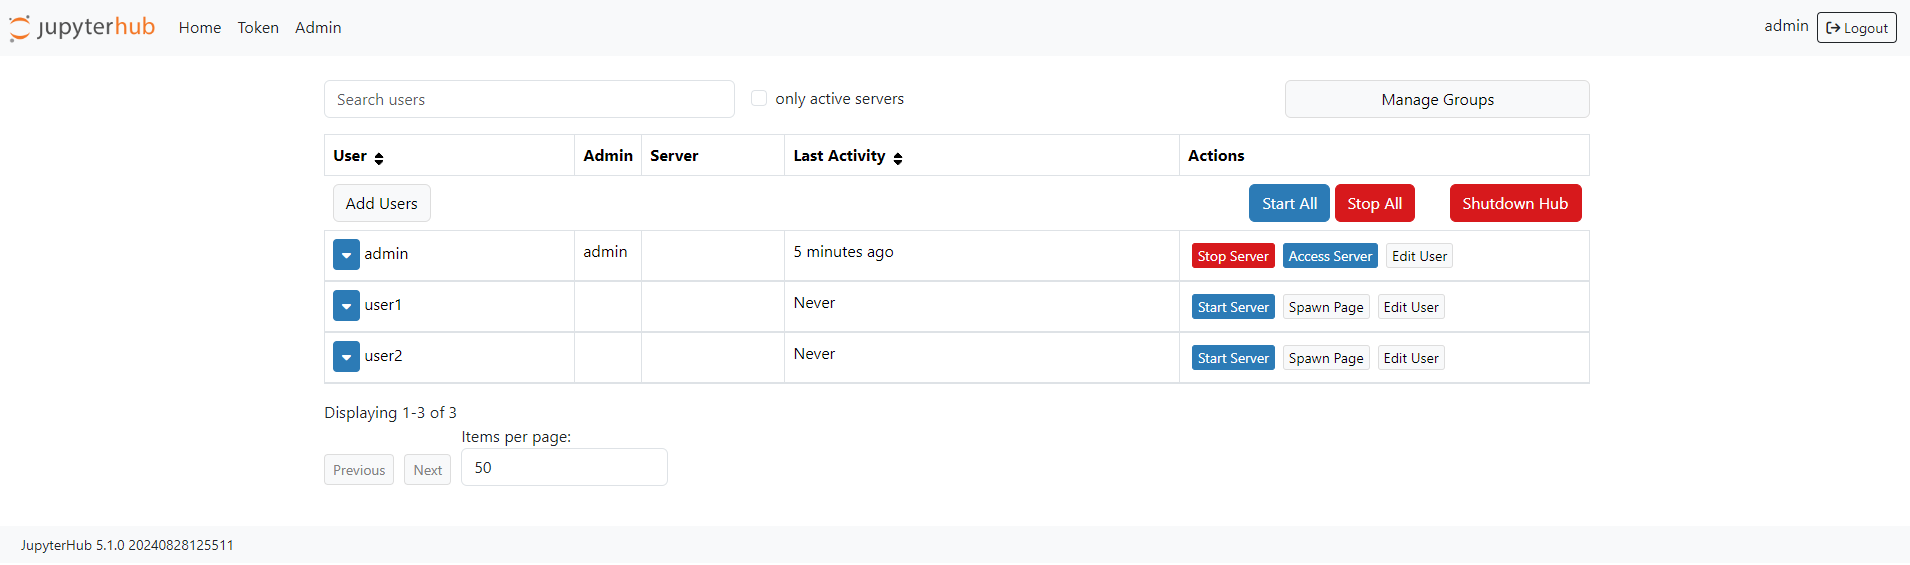 jupyterhub Home Token Admin admin Logout
Search users only active servers Manage Groups
User Admin Server Last Activity Actions
Add Users Start All Stop All Shutdown Hub
admin admin 5 minutes ago Stop Server Access Server Edit User
user1 Never Start Server Spawn Page Edit User
user2 Never Start Server Spawn Page Edit User
Displaying 1-3 of 3
Items per page:
Previous Next 50
JupyterHub 5.1.0 20240828125511